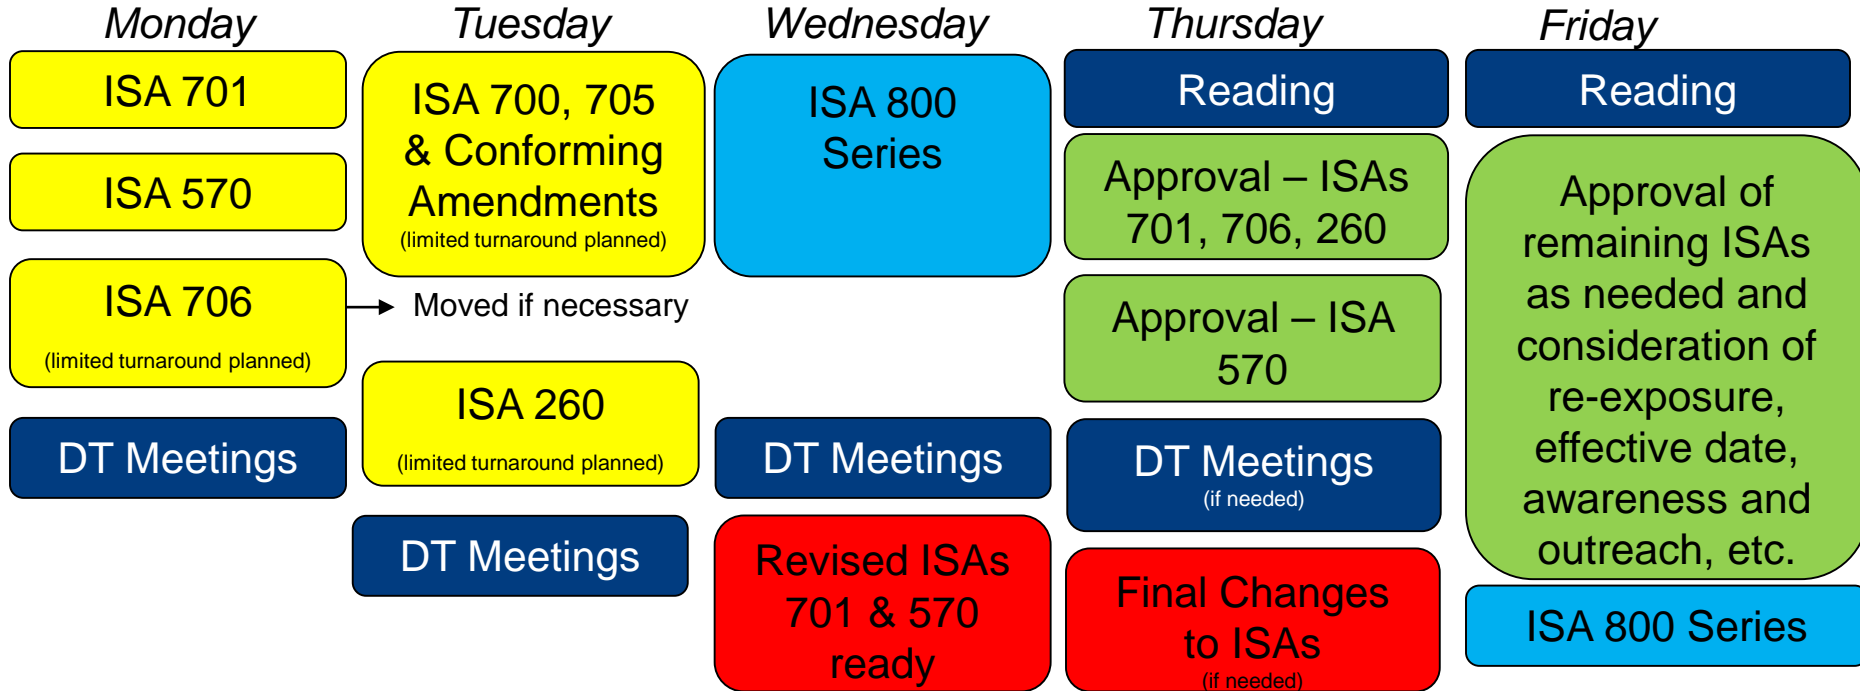 Monday
ISA 701
ISA 570
ISA 706
(limited turnaround planned)
DT Meetings
Tuesday
ISA 700, 705
& Conforming
Amendments
(limited turnaround planned)
Moved if necessary
ISA 260
(limited turnaround planned)
DT Meetings
Wednesday
ISA 800
Series
DT Meetings
Revised ISAs
701 & 570
ready
Thursday
Reading
Approval – ISAs
701, 706, 260
Approval – ISA
570
DT Meetings
(if needed)
Final Changes
to ISAs
(if needed)
Friday
Reading
Approval of
remaining ISAs
as needed and
consideration of
re-exposure,
effective date,
awareness and
outreach, etc.
ISA 800 Series